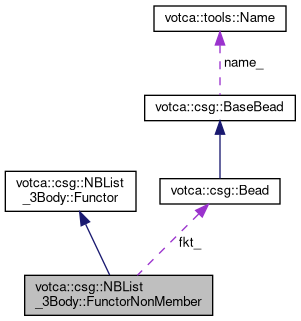 votca::tools::Name
name_
votca::csg::BaseBead
votca::csg::NBList
_3Body::Functor
votca::csg::Bead
fkt_
votca::csg::NBList
_3Body::FunctorNonMember